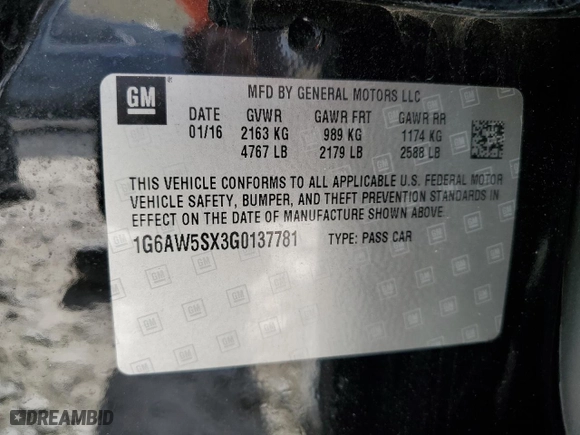 GM
MFD BY GENERAL MOTORS LLC
DATE GVWR GAWR FRT GAWR RR
01/16 2163 KG 989 KG 1174 KG
4767 LB 2179 LB 2588 LB
THIS VEHICLE CONFORMS TO ALL APPLICABLE U.S. FEDERAL MOTOR
VEHICLE SAFETY, BUMPER, AND THEFT PREVENTION STANDARDS IN
EFFECT ON THE DATE OF MANUFACTURE SHOWN ABOVE.
1G6AW5SX3G0137781 TYPE: PASS CAR
DREAMBID